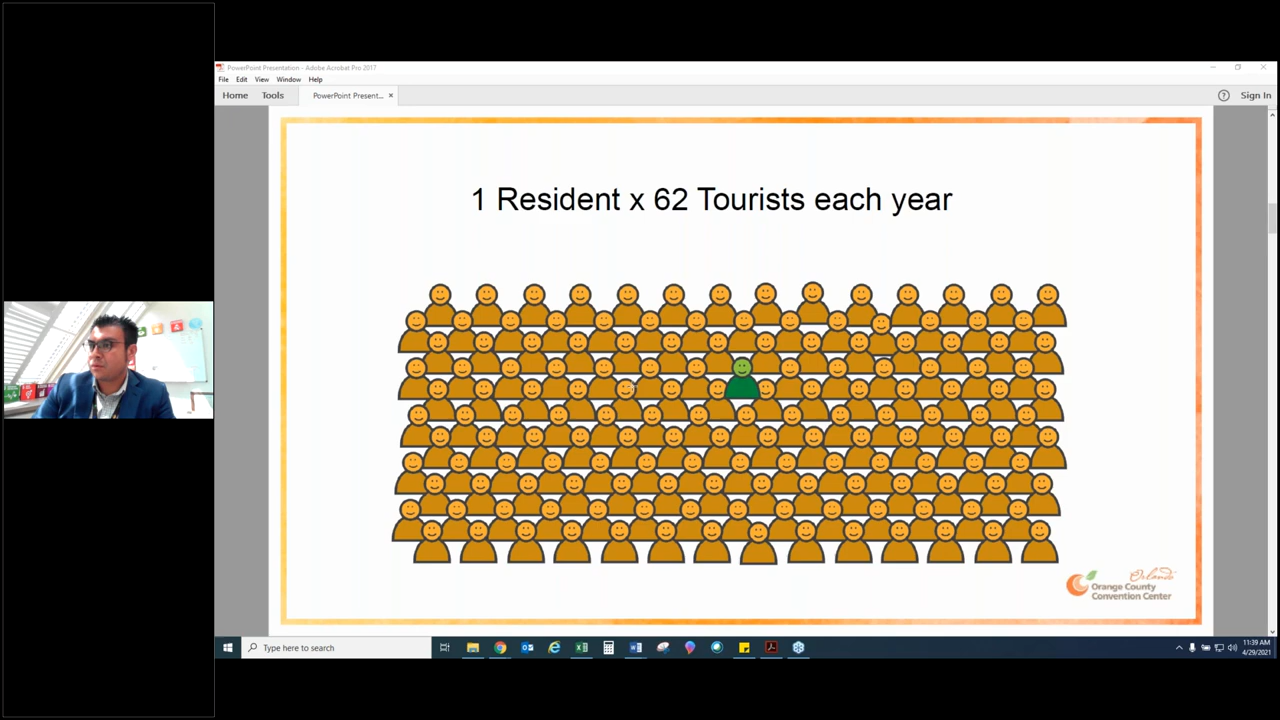 PowerPoint Presentation - Adobe Acrobat Pro 2017
File Edit View Window Help
Home Tools PowerPoint Present... × ? Sign In
1 Resident x 62 Tourists each year
Orlando
Orange County
Convention Center
Type here to search
11:39 AM
4/29/2021